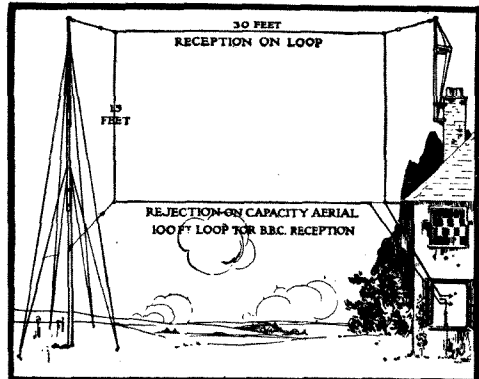 30 FEET
RECEPTION ON LOOP
15
FEET
REJECTION ON CAPACITY AERIAL
100 FT LOOP FOR B.B.C. RECEPTION